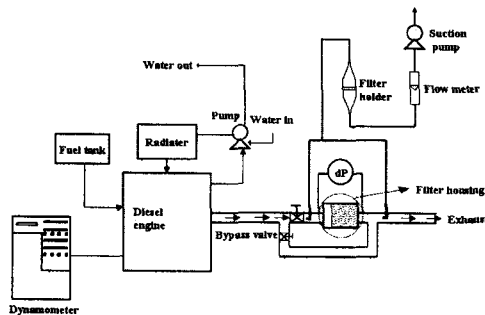 Suction
pump
Water out
Filter
holder
Flow meter
Pump
Water in
Fuel tank
Radiater
dP
Filter housing
Diesel
engine
Exhaus
Bypass valve
Dynamometer